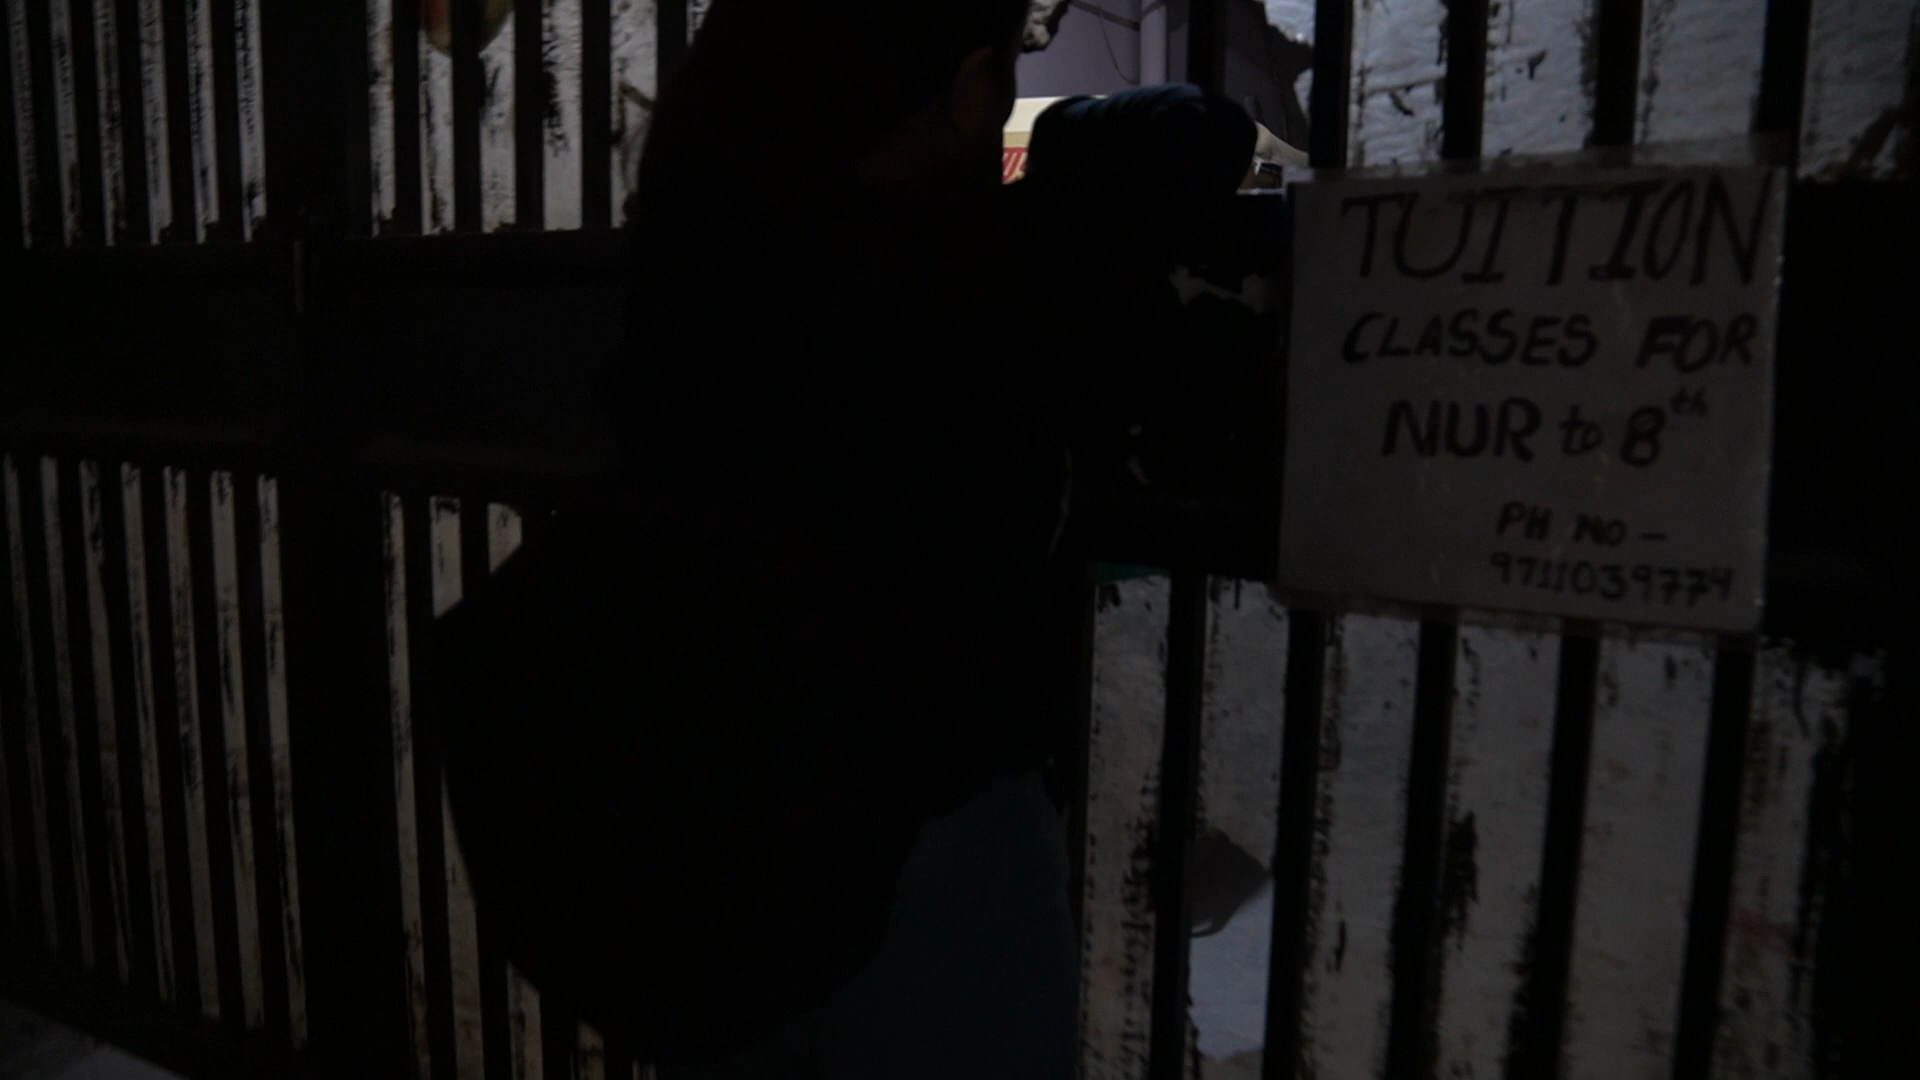 TUITION
CLASSES FOR
NUR to 8th
PH NO -
9711039774